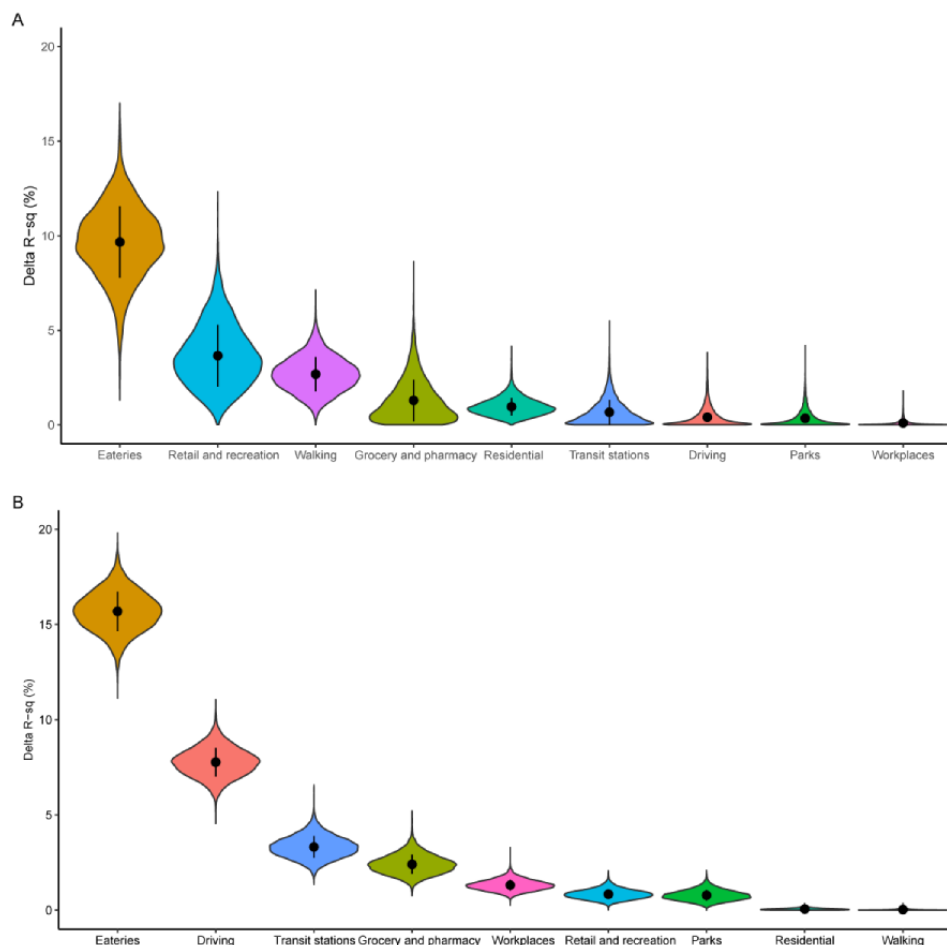 A
20
15
10
5
0
Delta R-sq (%)
Eateries Retail and recreation Walking Grocery and pharmacy Residential Transit stations Driving Parks Workplaces
B
20
15
10
5
0
Delta R-sq (%)
Eateries Driving Transit stations Grocery and pharmacy Workplaces Retail and recreation Parks Residential Walking